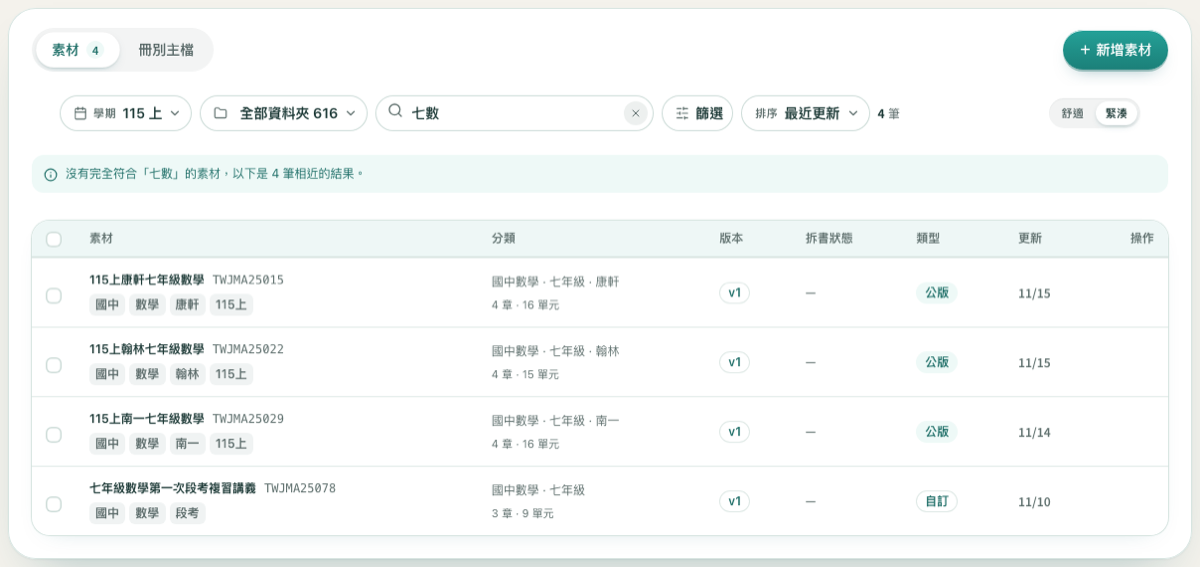 素材 4 冊別主檔 + 新增素材
學期 115 上 全部資料夾 616 七數 篩選 排序 最近更新 4 筆 舒適 緊湊
沒有完全符合「七數」的素材，以下是 4 筆相近的結果。
素材 分類 版本 拆書狀態 類型 更新 操作
115上康軒七年級數學 TWJMA25015 國中數學 · 七年級 · 康軒 v1 — 公版 11/15
國中 數學 康軒 115上 4 章 · 16 單元
115上翰林七年級數學 TWJMA25022 國中數學 · 七年級 · 翰林 v1 — 公版 11/15
國中 數學 翰林 115上 4 章 · 15 單元
115上南一七年級數學 TWJMA25029 國中數學 · 七年級 · 南一 v1 — 公版 11/14
國中 數學 南一 115上 4 章 · 16 單元
七年級數學第一次段考複習講義 TWJMA25078 國中數學 · 七年級 v1 — 自訂 11/10
國中 數學 段考 3 章 · 9 單元